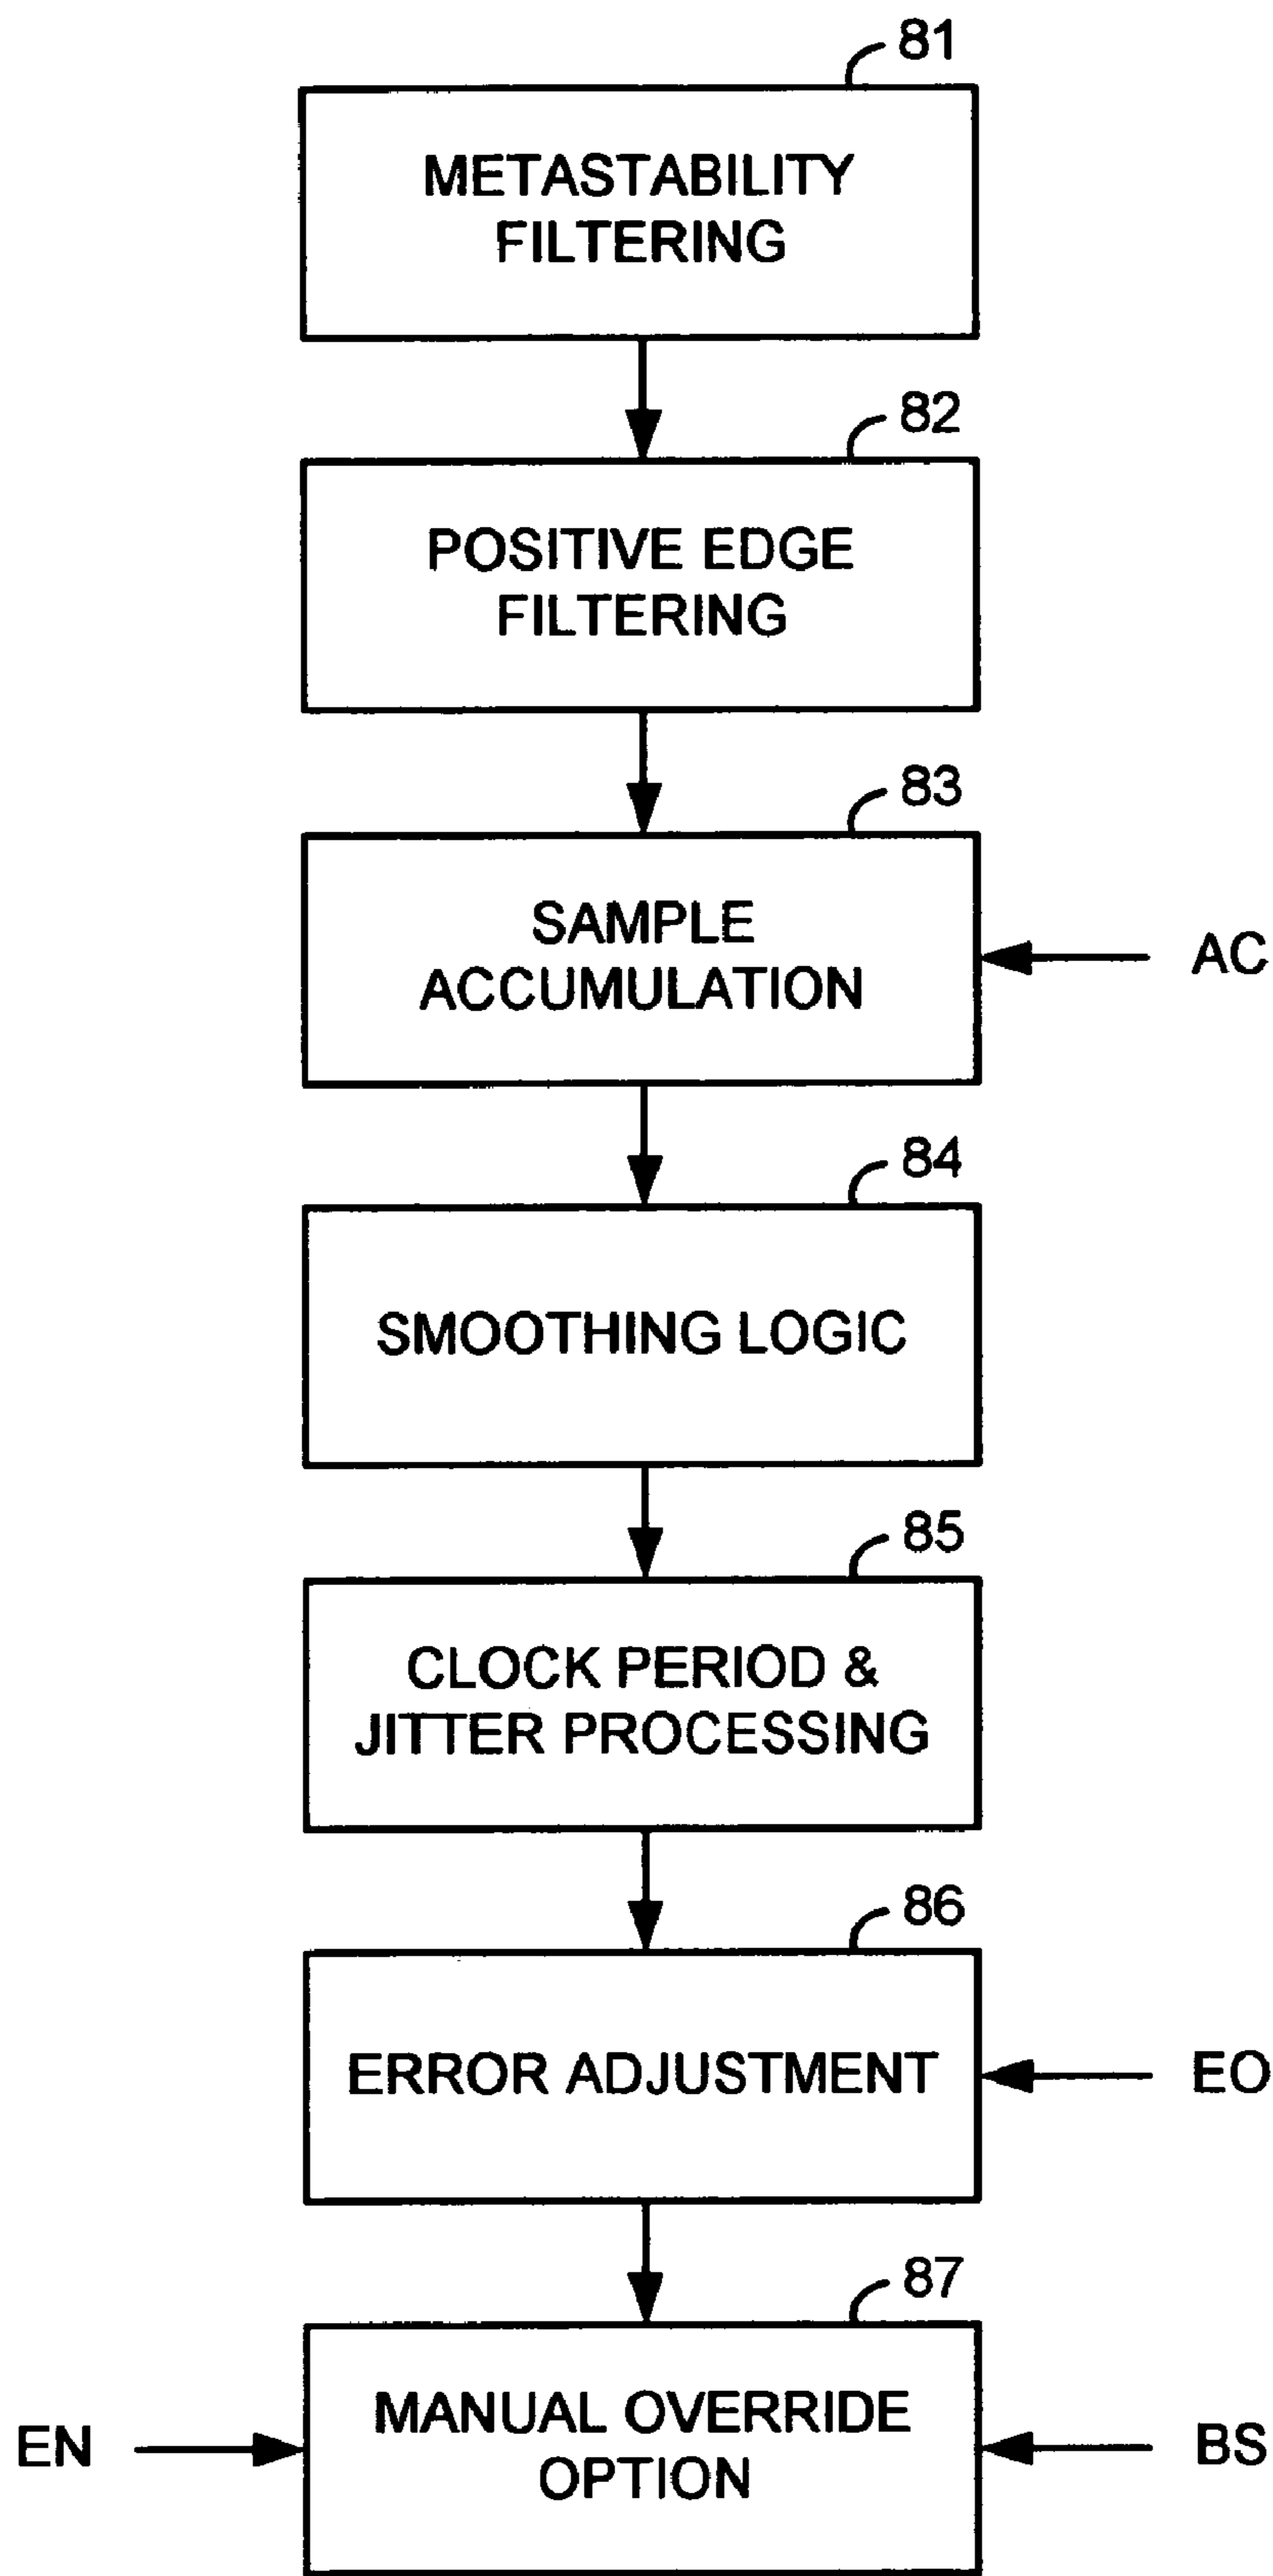 81
METASTABILITY
FILTERING
82
POSITIVE EDGE
FILTERING
83
SAMPLE
ACCUMULATION
AC
84
SMOOTHING LOGIC
85
CLOCK PERIOD &
JITTER PROCESSING
86
ERROR ADJUSTMENT
EO
87
MANUAL OVERRIDE
OPTION
EN
BS